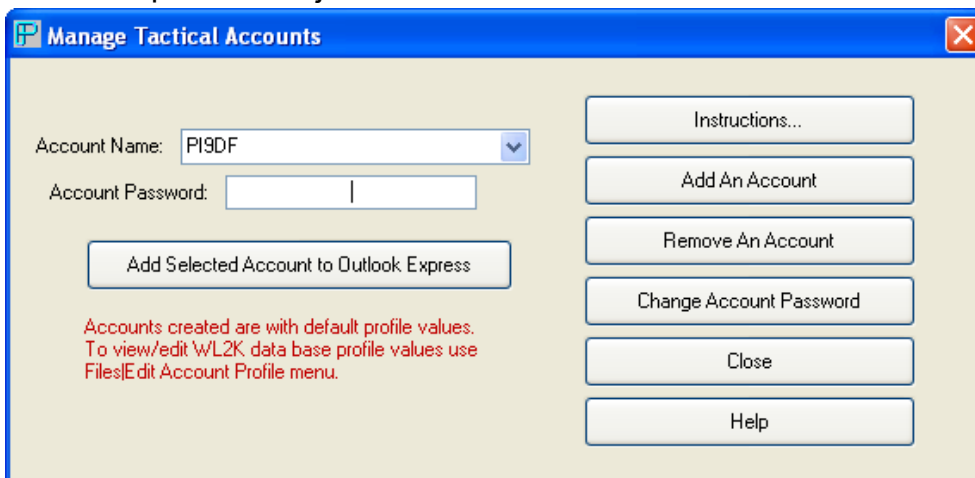 Manage Tactical Accounts
Account Name: PI9DF
Account Password:
Add Selected Account to Outlook Express
Accounts created are with default profile values.
To view/edit WL2K data base profile values use
Files|Edit Account Profile menu.
Instructions...
Add An Account
Remove An Account
Change Account Password
Close
Help